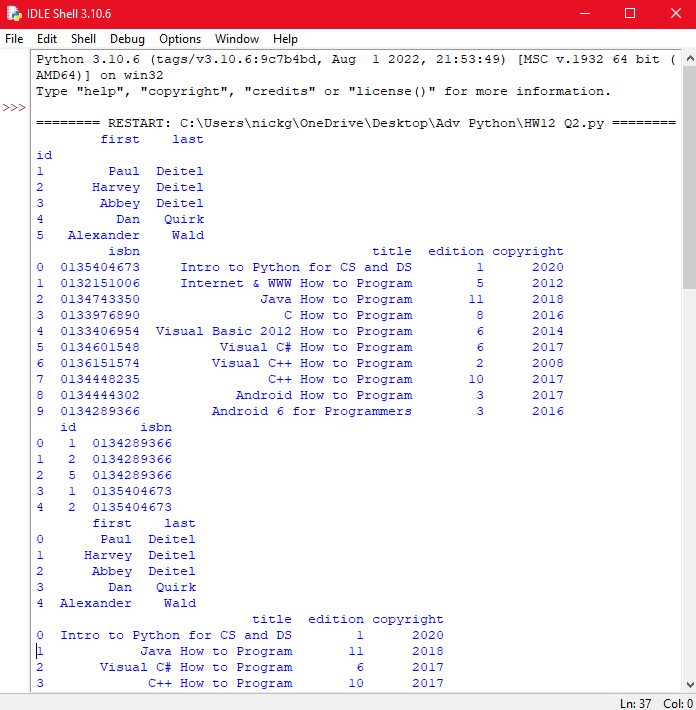 IDLE Shell 3.10.6
File Edit Shell Debug Options Window Help
Python 3.10.6 (tags/v3.10.6:9c7b4bd, Aug  1 2022, 21:53:49) [MSC v.1932 64 bit (
AMD64)] on win32
Type "help", "copyright", "credits" or "license()" for more information.
>>>
======== RESTART: C:\Users\nickg\OneDrive\Desktop\Adv Python\HW12 Q2.py ========
        first    last
id
1        Paul  Deitel
2      Harvey  Deitel
3       Abbey  Deitel
4         Dan   Quirk
5   Alexander    Wald
         isbn                             title  edition copyright
0  0135404673     Intro to Python for CS and DS        1      2020
1  0132151006     Internet & WWW How to Program        5      2012
2  0134743350               Java How to Program       11      2018
3  0133976890                  C How to Program        8      2016
4  0133406954  Visual Basic 2012 How to Program        6      2014
5  0134601548          Visual C# How to Program        6      2017
6  0136151574         Visual C++ How to Program        2      2008
7  0134448235                C++ How to Program       10      2017
8  0134444302            Android How to Program        3      2017
9  0134289366         Android 6 for Programmers        3      2016
   id        isbn
0   1  0134289366
1   2  0134289366
2   5  0134289366
3   1  0135404673
4   2  0135404673
       first    last
0       Paul  Deitel
1     Harvey  Deitel
2      Abbey  Deitel
3        Dan   Quirk
4  Alexander    Wald
                           title  edition copyright
0  Intro to Python for CS and DS        1      2020
1            Java How to Program       11      2018
2       Visual C# How to Program        6      2017
3             C++ How to Program       10      2017
Ln: 37 Col: 0